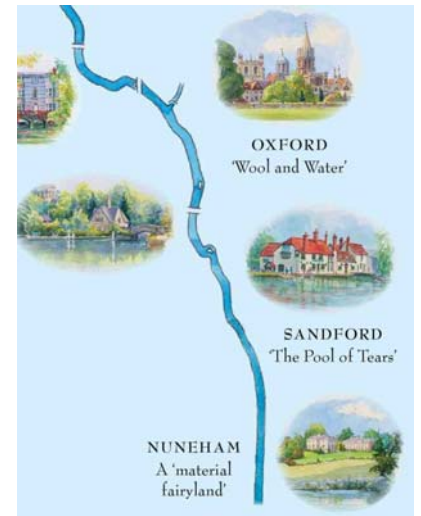 OXFORD
'Wool and Water'
SANDFORD
'The Pool of Tears'
NUNEHAM
A 'material
fairyland'